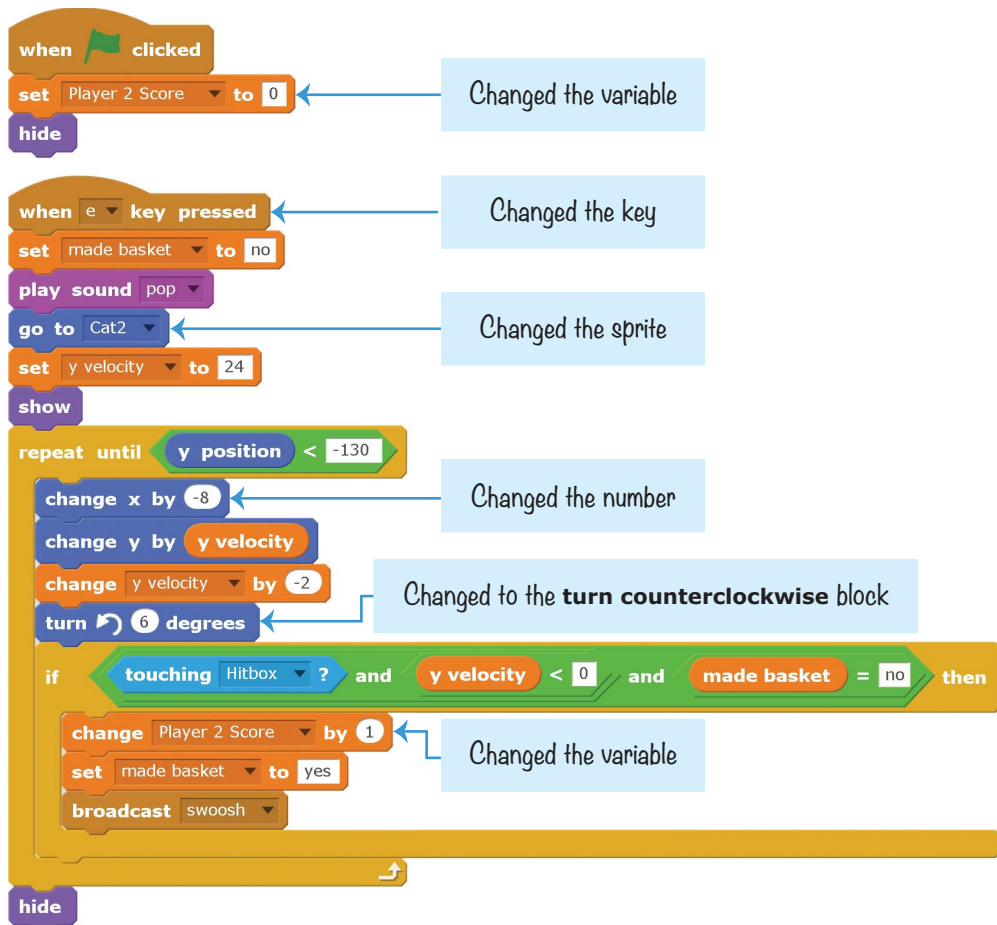 when clicked
set Player 2 Score to 0
Changed the variable
hide
when e key pressed
Changed the key
set made basket to no
play sound pop
go to Cat2
Changed the sprite
set y velocity to 24
show
repeat until y position < -130
change x by -8
Changed the number
change y by y velocity
change y velocity by -2
Changed to the turn counterclockwise block
turn 6 degrees
if touching Hitbox ? and y velocity < 0 and made basket = no then
change Player 2 Score by 1
Changed the variable
set made basket to yes
broadcast swoosh
hide